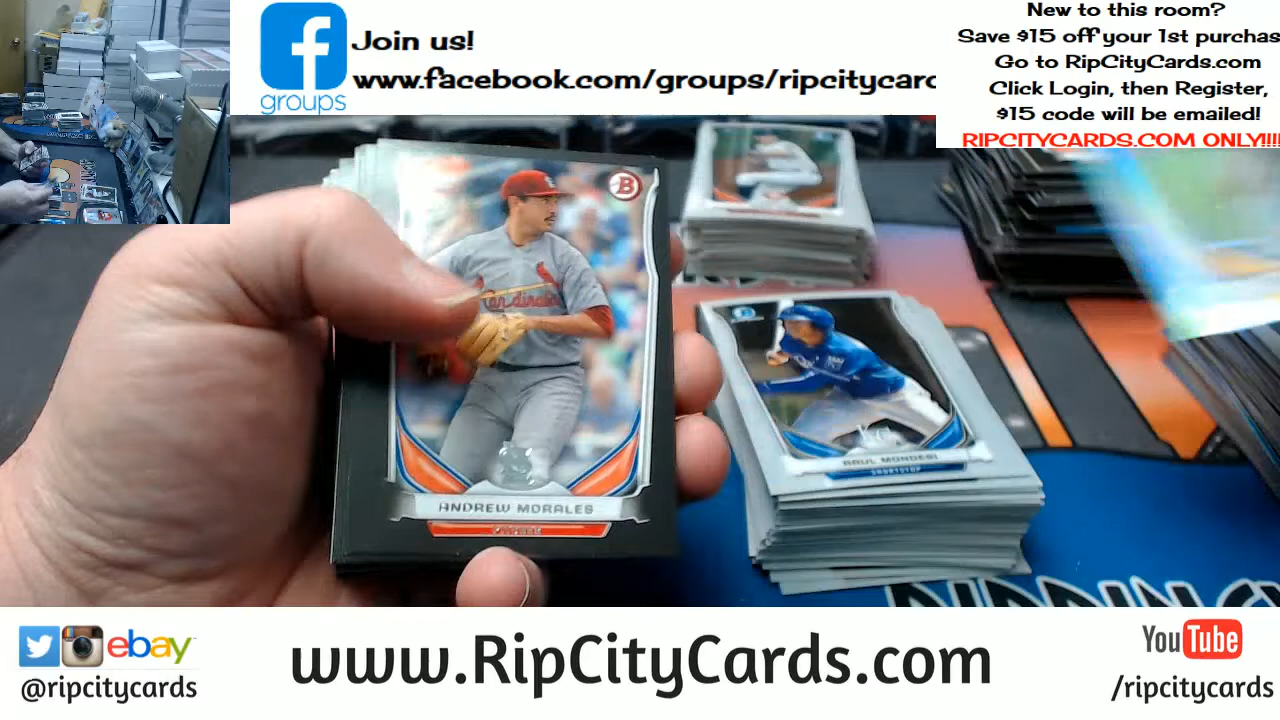 groups
Join us!
www.facebook.com/groups/ripcitycarc
New to this room?
Save $15 off your 1st purchas
Go to RipCityCards.com
Click Login, then Register,
$15 code will be emailed!
RIPCITYCARDS.COM ONLY!!!!
Cardinals
ANDREW MORALES
PITCHER
RAUL MONDESI
SHORTSTOP
ebay
@ripcitycards
www.RipCityCards.com
YouTube
/ripcitycards